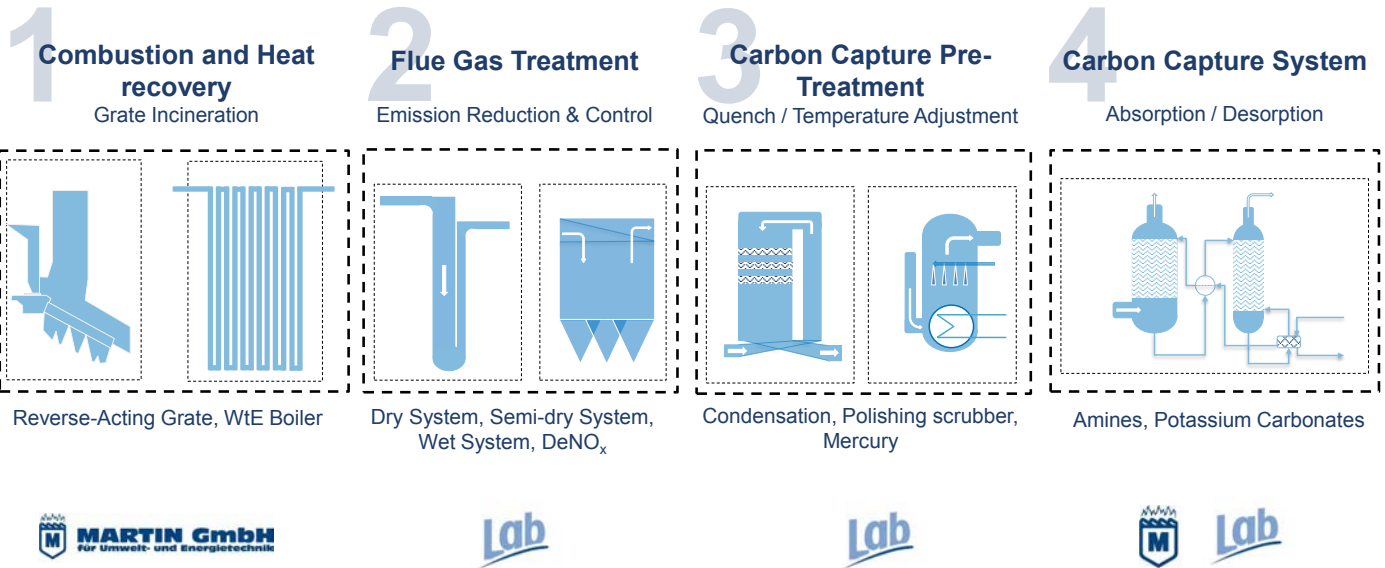 1
Combustion and Heat
recovery
Grate Incineration
Reverse-Acting Grate, WtE Boiler
M
MARTIN GmbH
für Umwelt- und Energietechnik
2
Flue Gas Treatment
Emission Reduction & Control
Dry System, Semi-dry System,
Wet System, DeNOₓ
Lab
3
Carbon Capture Pre-
Treatment
Quench / Temperature Adjustment
Condensation, Polishing scrubber,
Mercury
Lab
4
Carbon Capture System
Absorption / Desorption
Amines, Potassium Carbonates
M
Lab